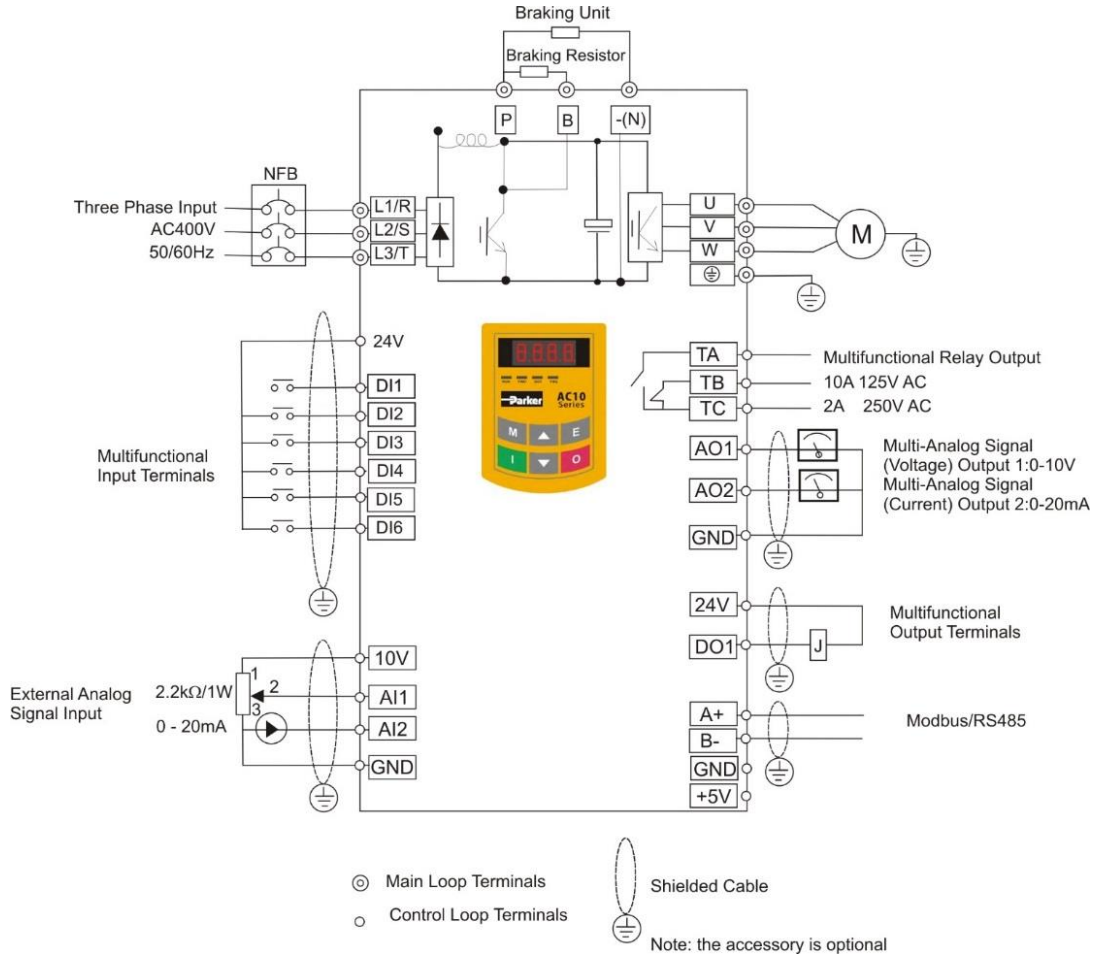 Braking Unit
Braking Resistor
P
B
-(N)
NFB
Three Phase Input
AC400V
50/60Hz
L1/R
L2/S
L3/T
U
V
W
M
24V
DI1
DI2
DI3
DI4
DI5
DI6
Multifunctional
Input Terminals
8.8.8.8.
Parker
AC10
Series
M
E
I
O
TA
TB
TC
Multifunctional Relay Output
10A 125V AC
2A 250V AC
AO1
AO2
GND
Multi-Analog Signal
(Voltage) Output 1:0-10V
Multi-Analog Signal
(Current) Output 2:0-20mA
24V
DO1
J
Multifunctional
Output Terminals
External Analog
Signal Input
2.2kΩ/1W
0 - 20mA
1
2
3
10V
AI1
AI2
GND
A+
B-
GND
+5V
Modbus/RS485
Main Loop Terminals
Control Loop Terminals
Shielded Cable
Note: the accessory is optional